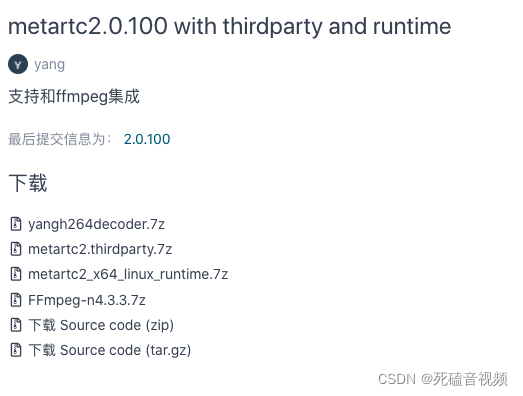 metartc2.0.100 with thirdparty and runtime
Y yang
支持和ffmpeg集成
最后提交信息为： 2.0.100
下载
yangh264decoder.7z
metartc2.thirdparty.7z
metartc2_x64_linux_runtime.7z
FFmpeg-n4.3.3.7z
下载 Source code (zip)
下载 Source code (tar.gz)
CSDN @死磕音视频